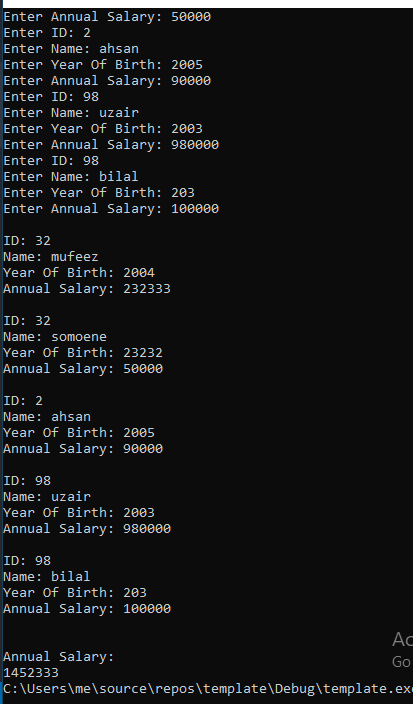 Enter Annual Salary: 50000
Enter ID: 2
Enter Name: ahsan
Enter Year Of Birth: 2005
Enter Annual Salary: 90000
Enter ID: 98
Enter Name: uzair
Enter Year Of Birth: 2003
Enter Annual Salary: 980000
Enter ID: 98
Enter Name: bilal
Enter Year Of Birth: 203
Enter Annual Salary: 100000
ID: 32
Name: mufeez
Year Of Birth: 2004
Annual Salary: 232333
ID: 32
Name: somoene
Year Of Birth: 23232
Annual Salary: 50000
ID: 2
Name: ahsan
Year Of Birth: 2005
Annual Salary: 90000
ID: 98
Name: uzair
Year Of Birth: 2003
Annual Salary: 980000
ID: 98
Name: bilal
Year Of Birth: 203
Annual Salary: 100000
Annual Salary:
Ac
Go
1452333
C:\Users\me\source\repos\template\Debug\template.exe